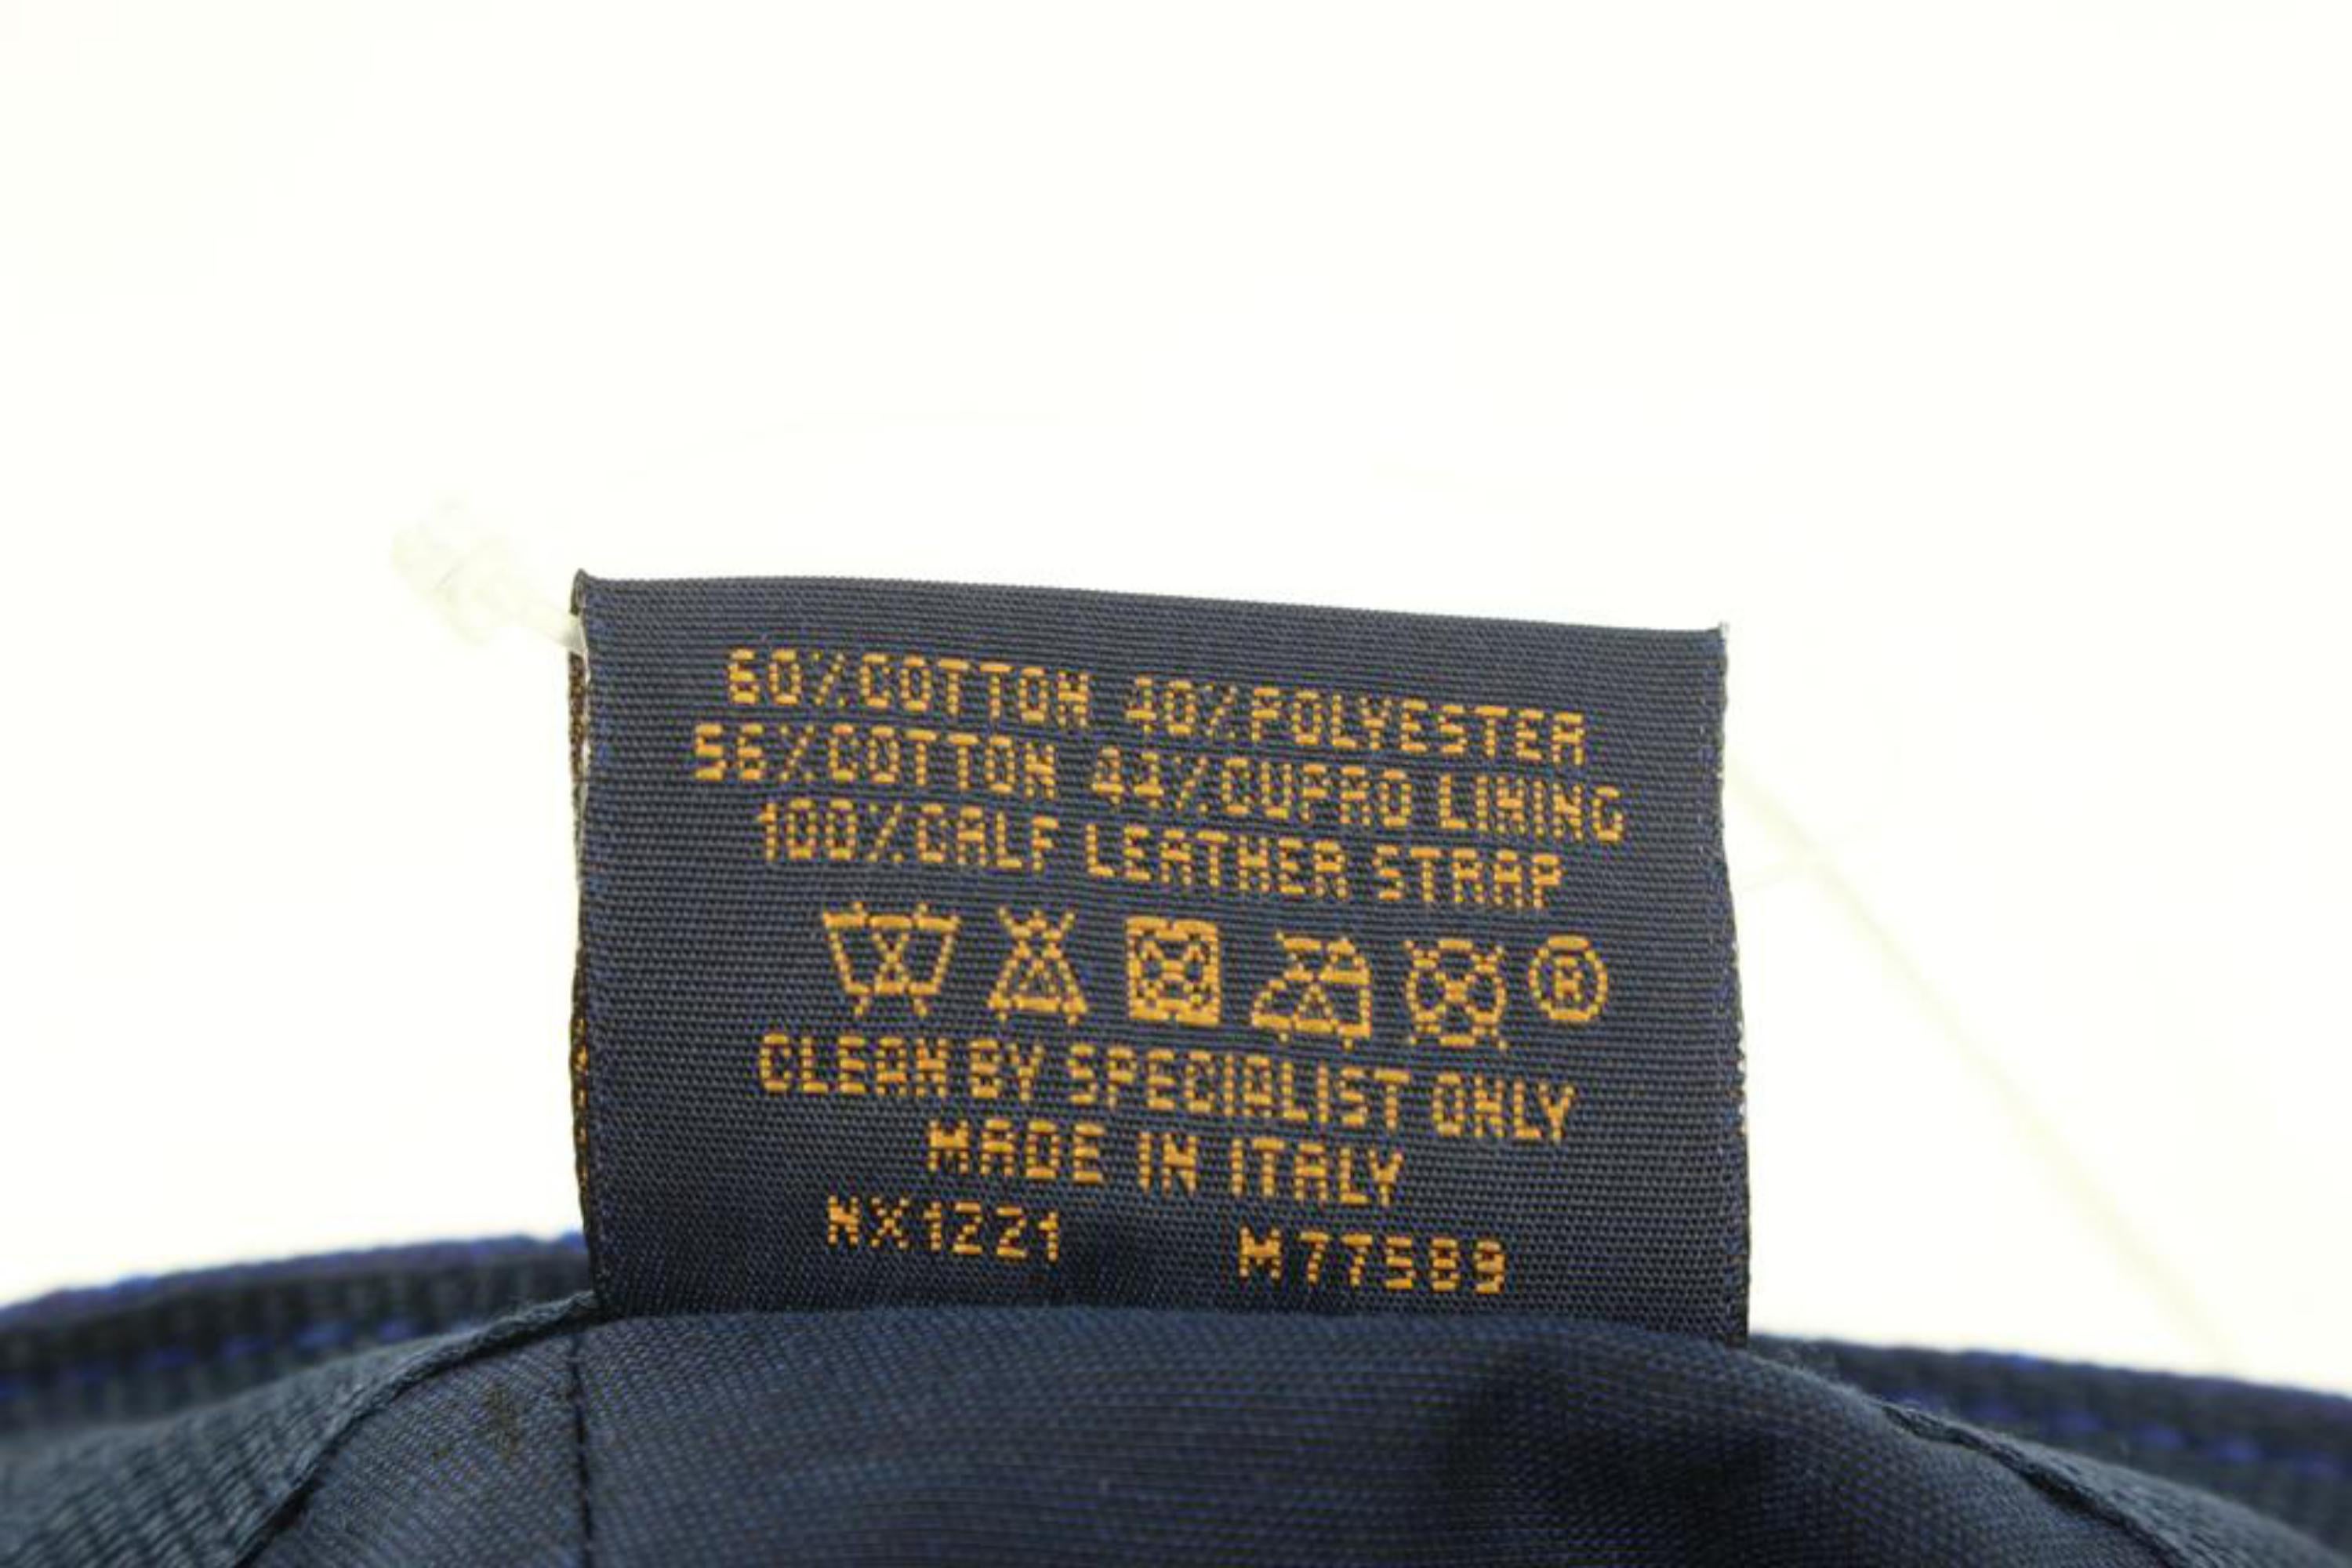 60%COTTON 40%POLYESTER
56%COTTON 44%CUPRO LINING
100%CALF LEATHER STRAP
®
CLEAN BY SPECIALIST ONLY
MADE IN ITALY
NX1221 M77589